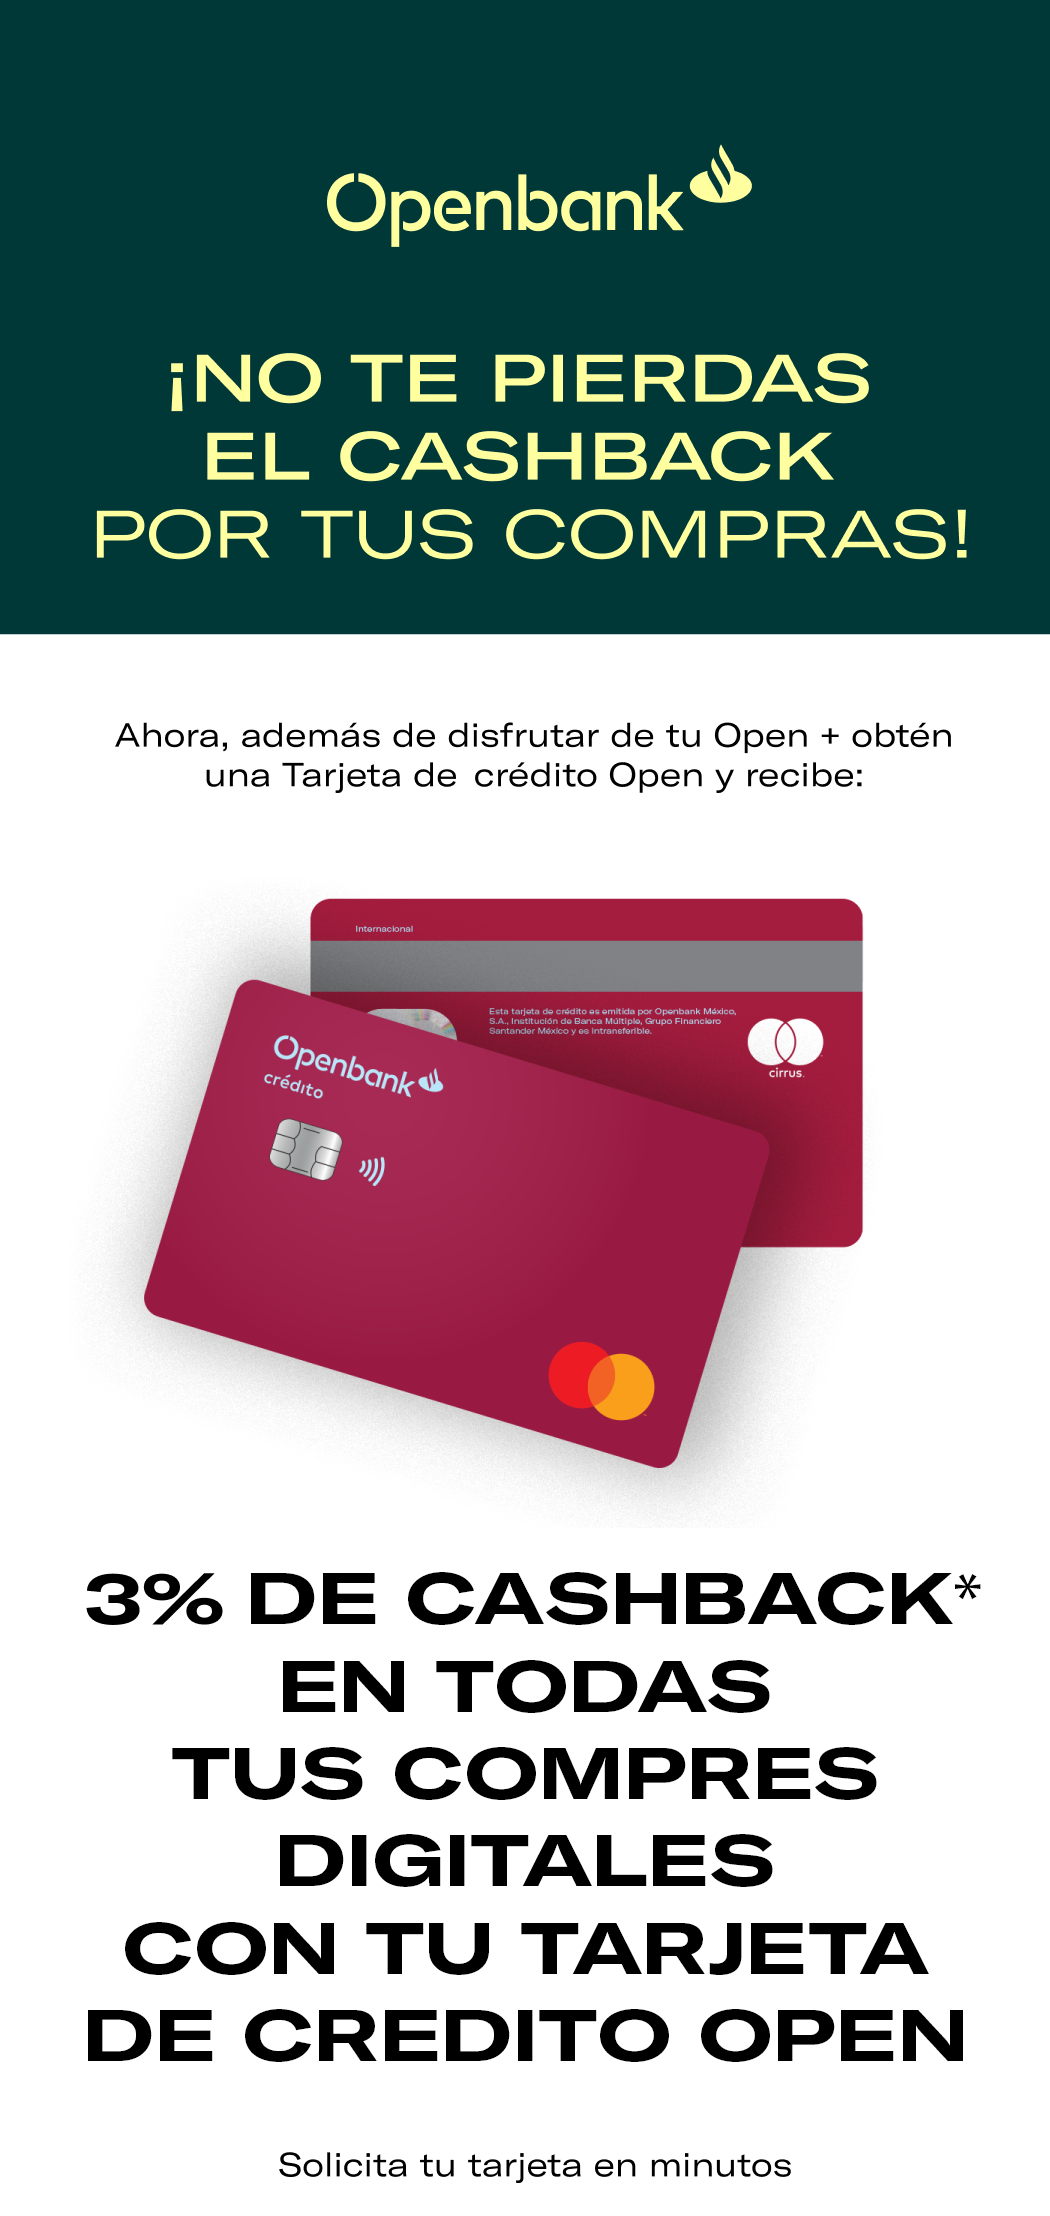 Openbank
¡NO TE PIERDAS
EL CASHBACK
POR TUS COMPRAS!
Ahora, además de disfrutar de tu Open + obtén
una Tarjeta de crédito Open y recibe:
Internacional
Esta tarjeta de crédito es emitida por Openbank México,
S.A., Institución de Banca Múltiple, Grupo Financiero
Santander México y es intransferible.
cirrus.
Openbank
crédito
3% DE CASHBACK*
EN TODAS
TUS COMPRES
DIGITALES
CON TU TARJETA
DE CREDITO OPEN
Solicita tu tarjeta en minutos